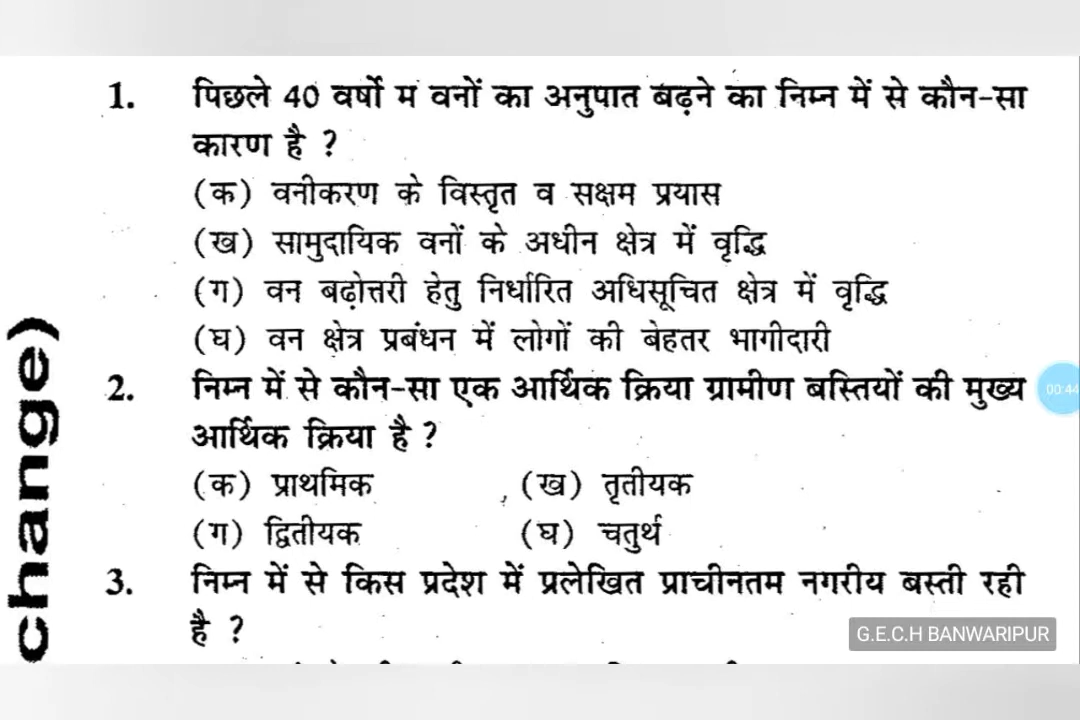 1. पिछले 40 वर्षो म वनों का अनुपात बढ़ने का निम्न में से कौन-सा
कारण है ?
(क) वनीकरण के विस्तृत व सक्षम प्रयास
(ख) सामुदायिक वनों के अधीन क्षेत्र में वृद्धि
(ग) वन बढ़ोत्तरी हेतु निर्धारित अधिसूचित क्षेत्र में वृद्धि
(घ) वन क्षेत्र प्रबंधन में लोगों की बेहतर भागीदारी
2. निम्न में से कौन-सा एक आर्थिक क्रिया ग्रामीण बस्तियों की मुख्य
00:44
आर्थिक क्रिया है ?
(क) प्राथमिक (ख) तृतीयक
(ग) द्वितीयक (घ) चतुर्थ
3. निम्न में से किस प्रदेश में प्रलेखित प्राचीनतम नगरीय बस्ती रही
है ?
change)
G.E.C.H BANWARIPUR